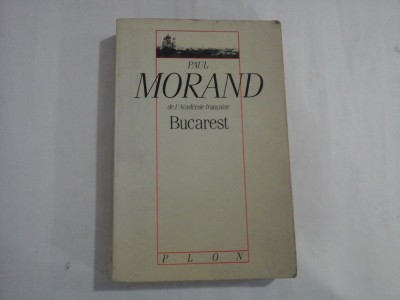 PAUL
MORAND
de l'Académie française
Bucarest
PLON